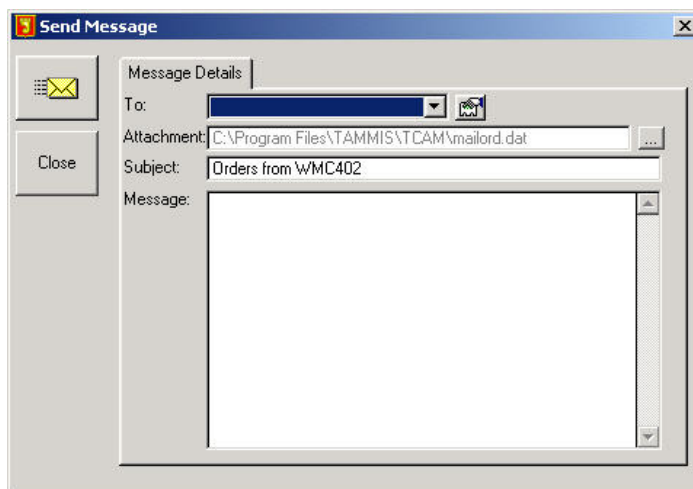 Send Message
Message Details
To:
Attachment: C:\Program Files\TAMMIS\TCAM\mailord.dat ...
Close
Subject: Orders from WMC402
Message: